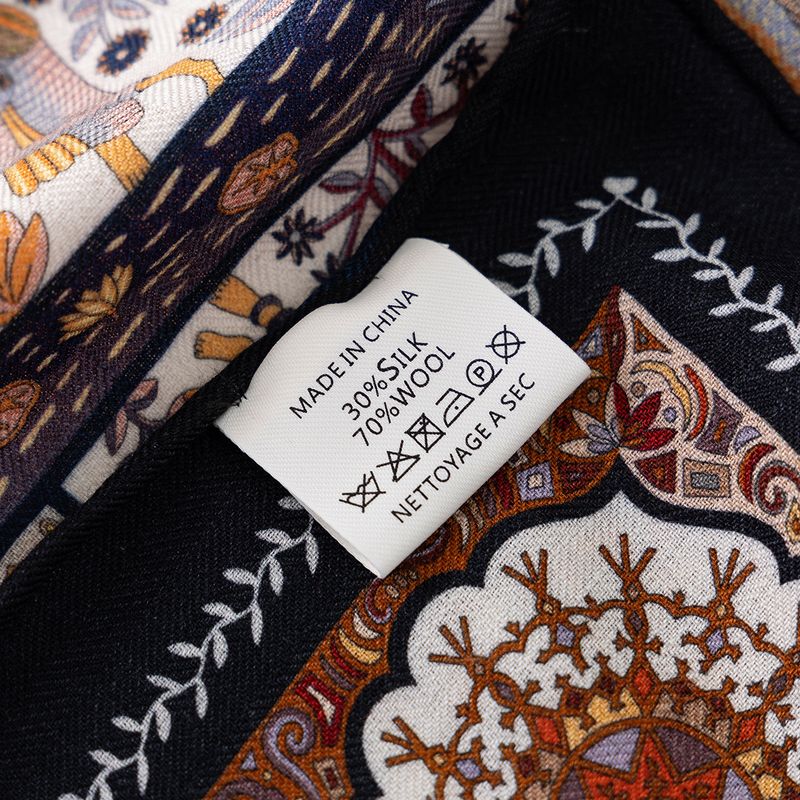 MADE IN CHINA
30%SILK
70%WOOL
P
NETTOYAGE A SEC